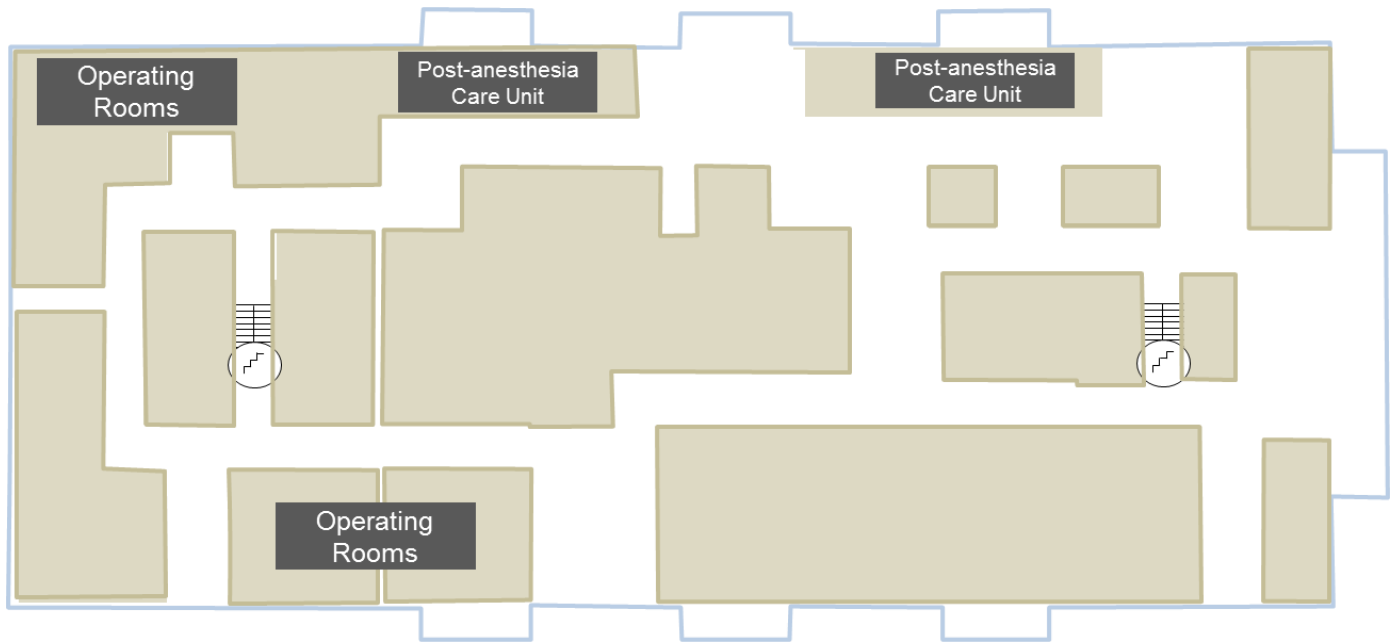 Operating
Rooms
Post-anesthesia
Care Unit
Post-anesthesia
Care Unit
Operating
Rooms